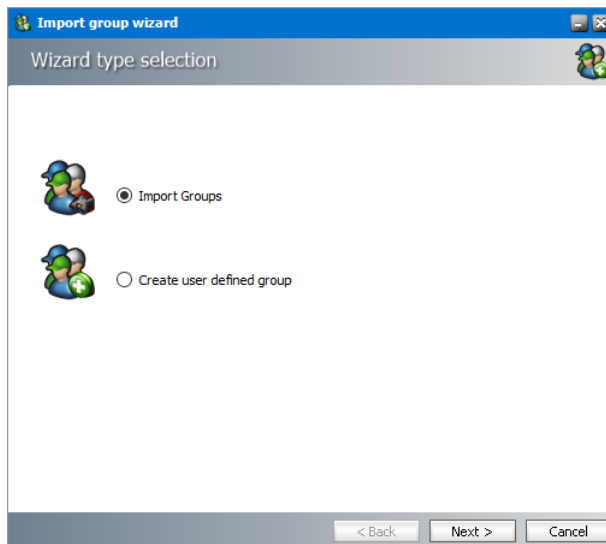 Import group wizard
Wizard type selection
Import Groups
Create user defined group
< Back
Next >
Cancel